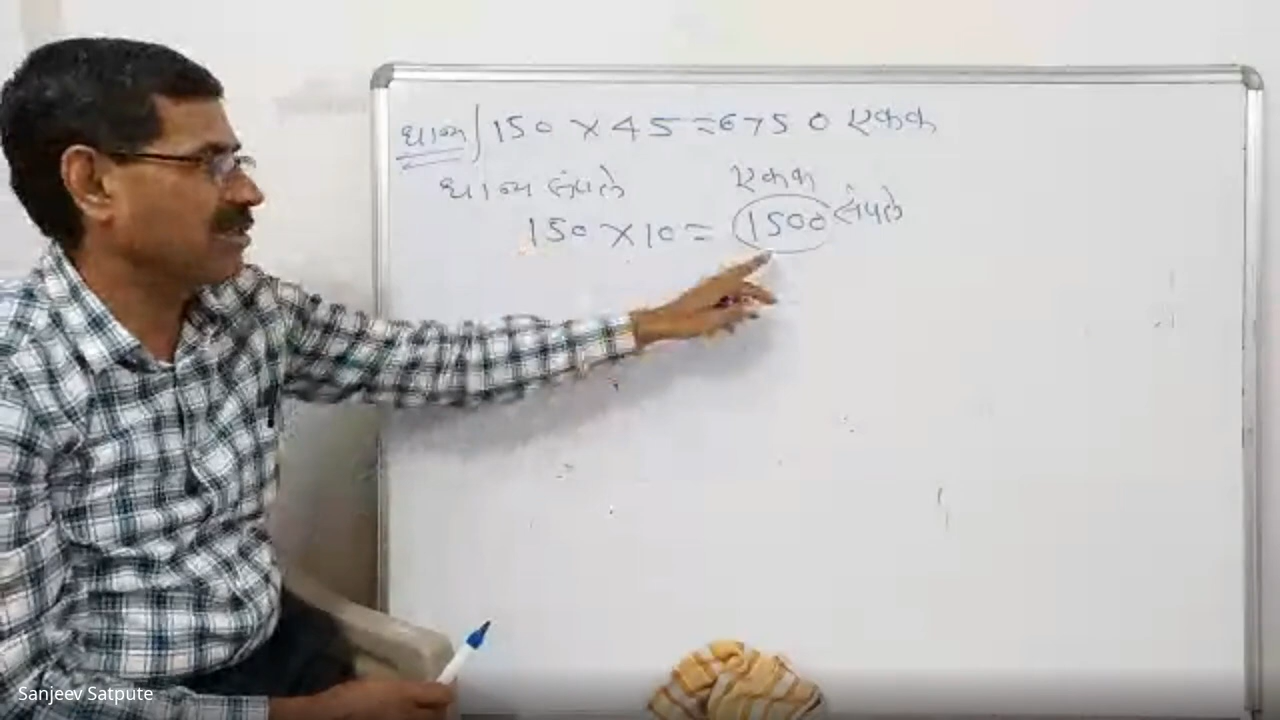 धान्य | 150 × 45 = 6750 एकक
धान्य संपले एकक
150 × 10 = 1500 संपले
Sanjeev Satpute